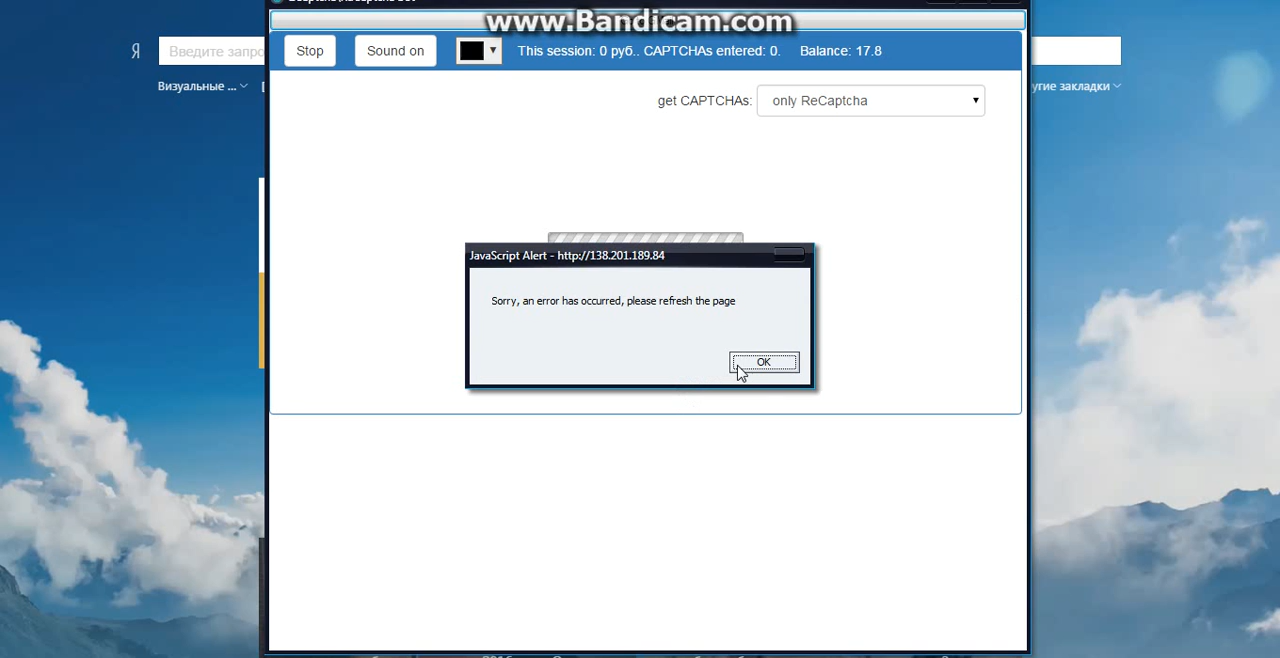 www.Bandicam.com
Я Введите запро
Stop Sound on This session: 0 руб.. CAPTCHAs entered: 0. Balance: 17.8
Визуальные ...
угие закладки
get CAPTCHAs: only ReCaptcha
JavaScript Alert - http://138.201.189.84
Sorry, an error has occurred, please refresh the page
OK